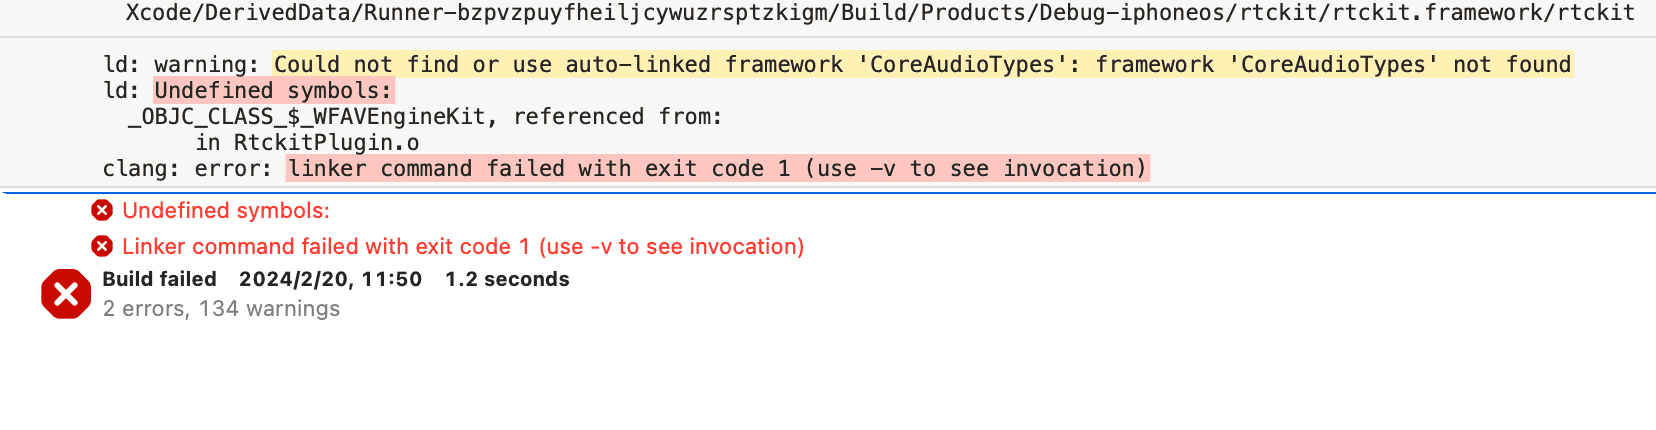 Xcode/DerivedData/Runner-bzpvzpuyfheiljcywuzrsptzkigm/Build/Products/Debug-iphoneos/rtckit/rtckit.framework/rtckit
ld: warning: Could not find or use auto-linked framework 'CoreAudioTypes': framework 'CoreAudioTypes' not found
ld: Undefined symbols:
_OBJC_CLASS_$_WFAVEngineKit, referenced from:
in RtckitPlugin.o
clang: error: linker command failed with exit code 1 (use -v to see invocation)
Undefined symbols:
Linker command failed with exit code 1 (use -v to see invocation)
Build failed 2024/2/20, 11:50 1.2 seconds
2 errors, 134 warnings